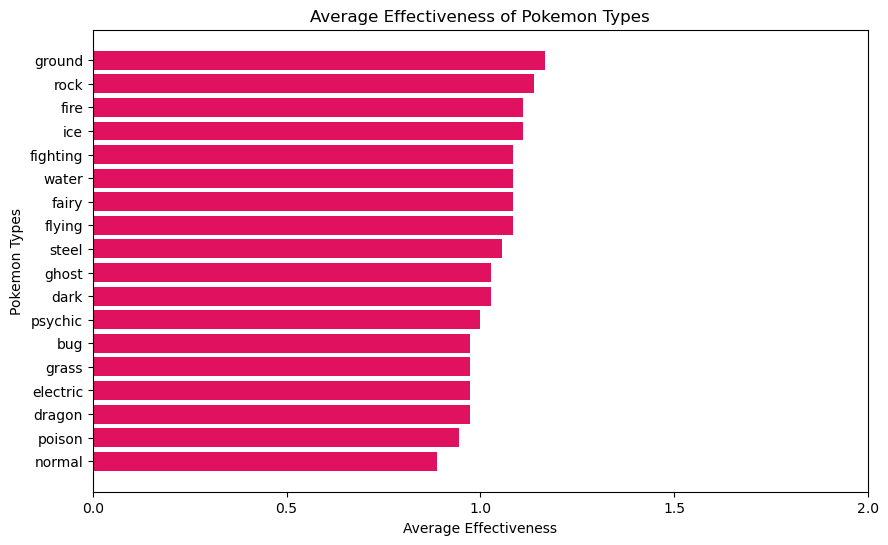 Average Effectiveness of Pokemon Types
Pokemon Types
ground
rock
fire
ice
fighting
water
fairy
flying
steel
ghost
dark
psychic
bug
grass
electric
dragon
poison
normal
0.0 0.5 1.0 1.5 2.0
Average Effectiveness